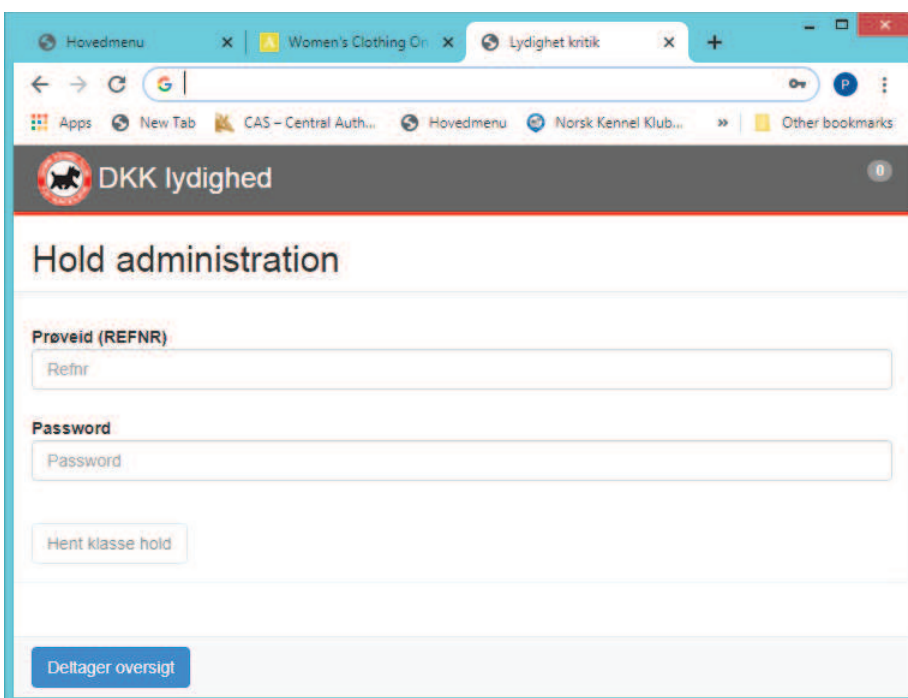 Hovedmenu
Women's Clothing On
Lydighet kritik
Apps
New Tab
CAS – Central Auth...
Hovedmenu
Norsk Kennel Klub...
»
Other bookmarks
P
DKK lydighed
0
Hold administration
Prøveid (REFNR)
Refnr
Password
Password
Hent klasse hold
Deltager oversigt